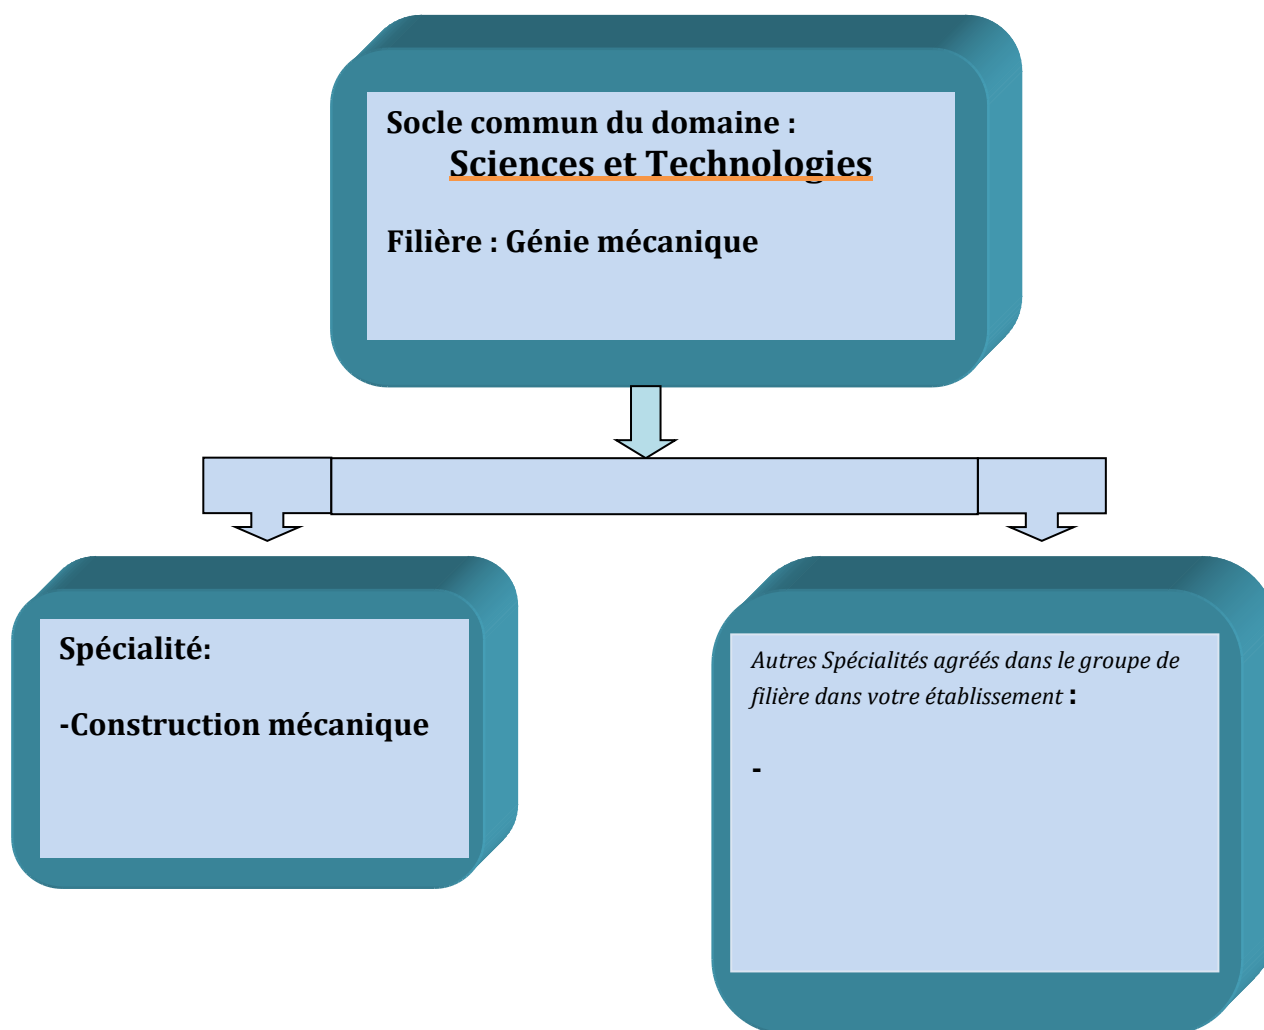 Socle commun du domaine :
Sciences et Technologies
Filière : Génie mécanique
Spécialité:
-Construction mécanique
Autres Spécialités agréés dans le groupe de
filière dans votre établissement :
-